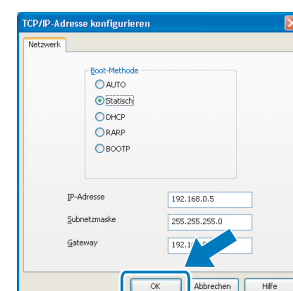 TCP/IP-Adresse konfigurieren
Netzwerk
Boot-Methode
AUTO
Statisch
DHCP
RARP
BOOTP
IP-Adresse 192.168.0.5
Subnetzmaske 255.255.255.0
Gateway
OK Abbrechen Hilfe